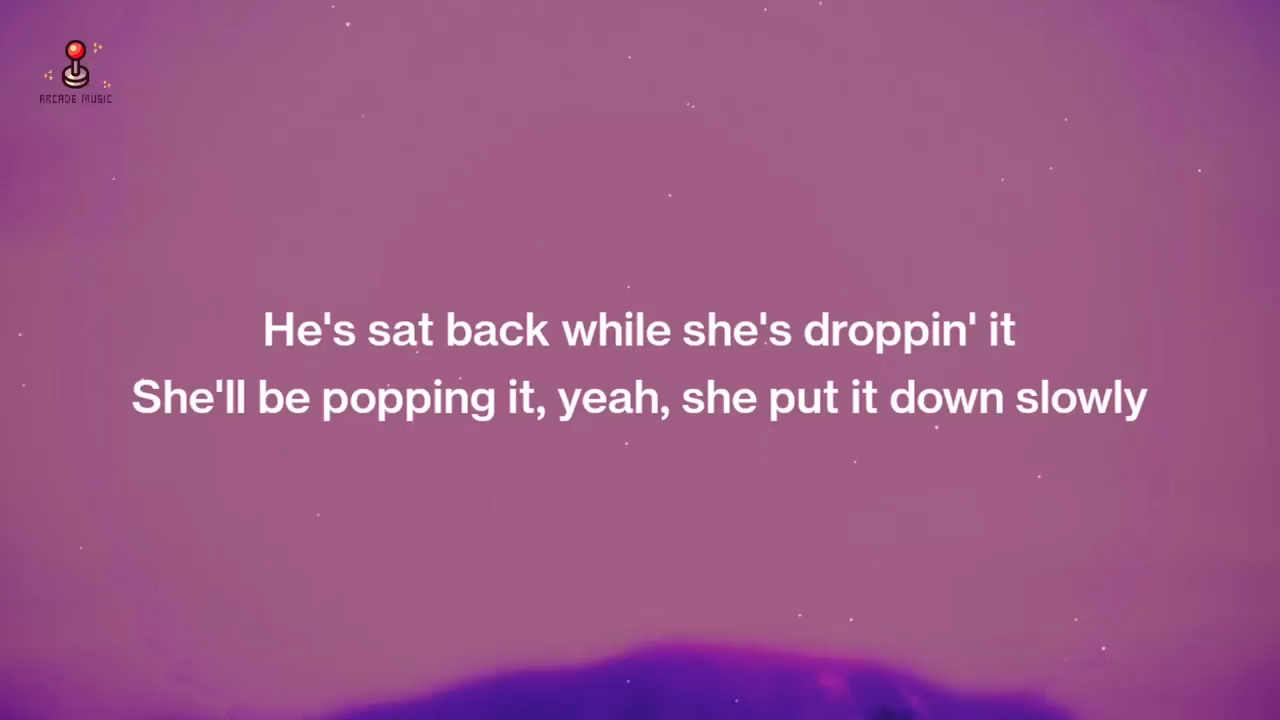 ARCADE MUSIC
He's sat back while she's droppin' it
She'll be popping it, yeah, she put it down slowly